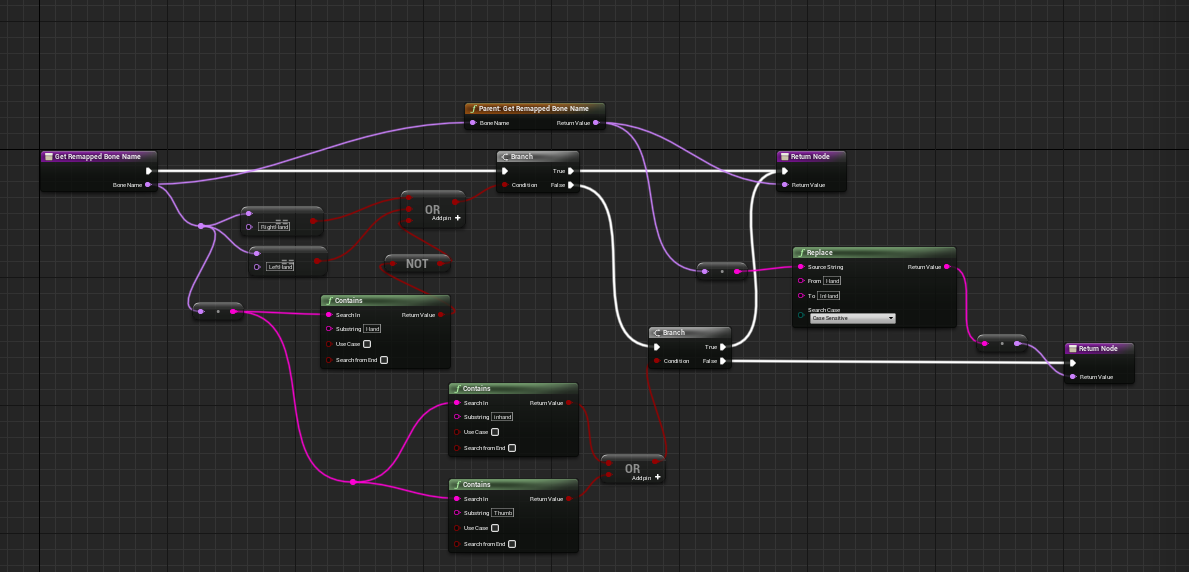 Parent: Get Remapped Bone Name
Bone Name
Return Value
Get Remapped Bone Name
Bone Name
Branch
Condition
True
False
Return Node
Return Value
==
RightHand
==
LeftHand
OR
Add pin +
NOT
Contains
Search In
Substring Hand
Use Case
Search from End
Return Value
Replace
Source String
From Hand
To InHand
Search Case
Case Sensitive
Return Value
Branch
Condition
True
False
Return Node
Return Value
Contains
Search In
Substring inhand
Use Case
Search from End
Return Value
OR
Add pin +
Contains
Search In
Substring Thumb
Use Case
Search from End
Return Value